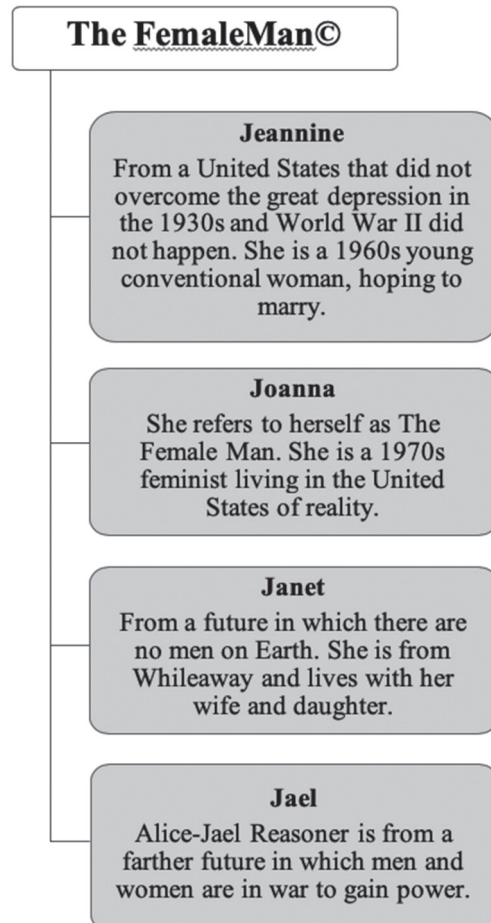 The FemaleMan©
Jeannine
From a United States that did not
overcome the great depression in
the 1930s and World War II did
not happen. She is a 1960s young
conventional woman, hoping to
marry.
Joanna
She refers to herself as The
Female Man. She is a 1970s
feminist living in the United
States of reality.
Janet
From a future in which there are
no men on Earth. She is from
Whileaway and lives with her
wife and daughter.
Jael
Alice-Jael Reasoner is from a
farther future in which men and
women are in war to gain power.